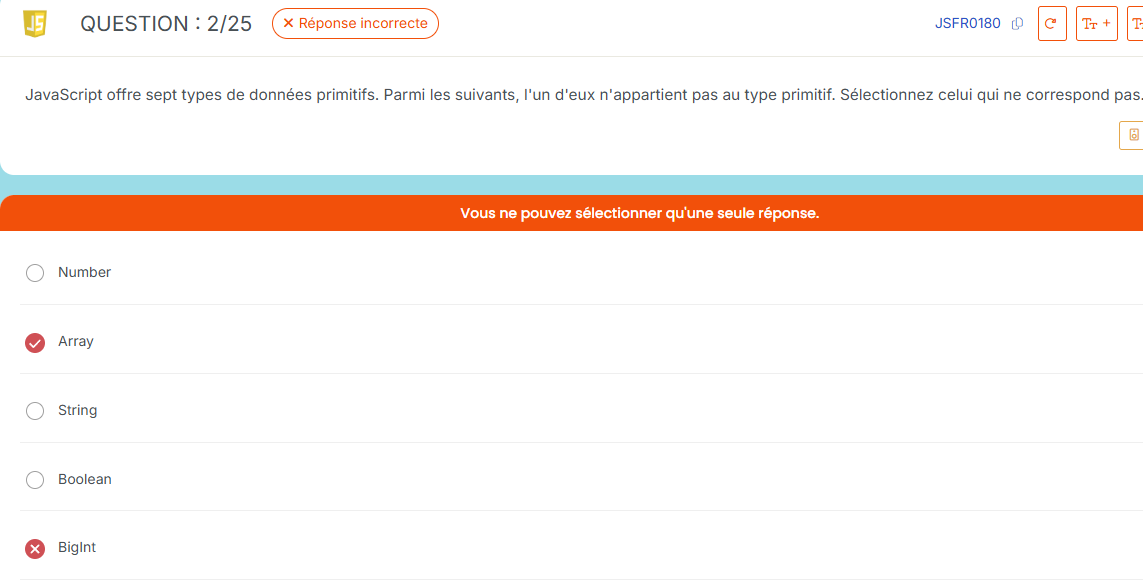 JS
QUESTION : 2/25
✕ Réponse incorrecte
JSFR0180
Tт +
JavaScript offre sept types de données primitifs. Parmi les suivants, l'un d'eux n'appartient pas au type primitif. Sélectionnez celui qui ne correspond pas.
Vous ne pouvez sélectionner qu'une seule réponse.
Number
Array
String
Boolean
BigInt